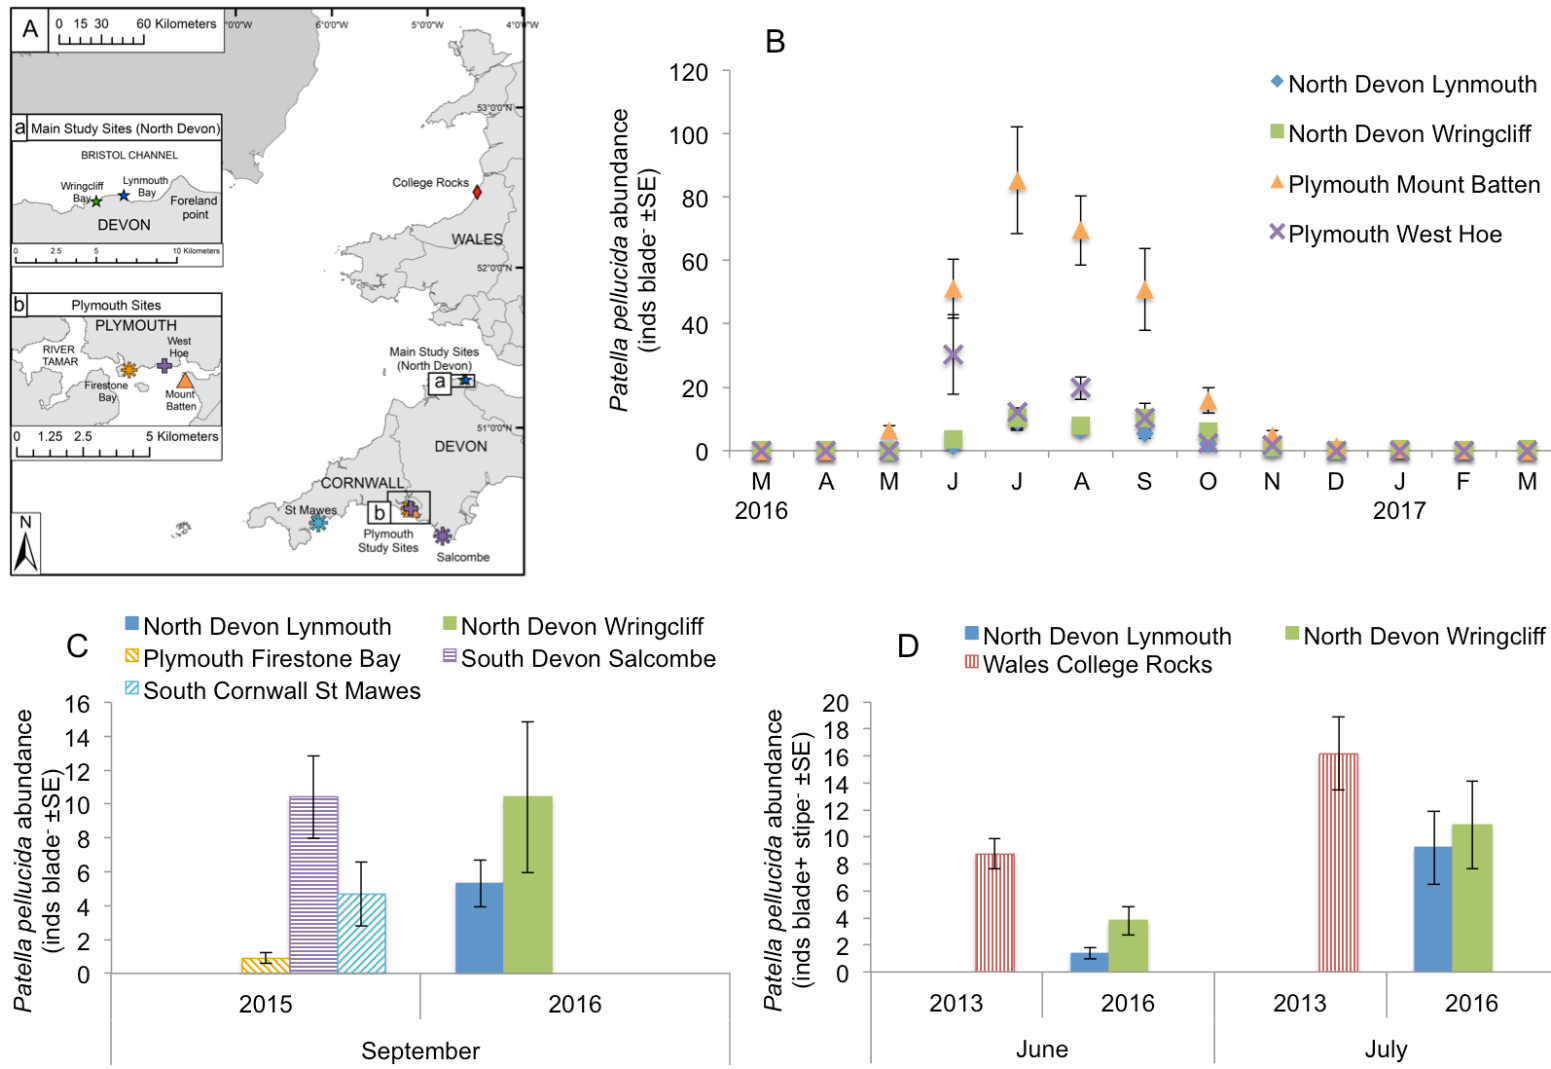 A
0 15 30 60 Kilometers
0°0'W 6°0'0"W 5°0'0"W 4°0'0"W
53°0'0"N
52°0'0"N
51°0'0"N
a Main Study Sites (North Devon)
BRISTOL CHANNEL
Wringcliff
Bay
Lynmouth
Bay
Foreland
point
DEVON
0 2.5 5 10 Kilometers
b Plymouth Sites
PLYMOUTH
RIVER
TAMAR
West
Hoe
Firestone
Bay
Mount
Batten
0 1.25 2.5 5 Kilometers
N
College Rocks
WALES
Main Study Sites
(North Devon)
a
DEVON
CORNWALL
St Mawes
b
Plymouth
Study Sites
Salcombe
B
North Devon Lynmouth
North Devon Wringcliff
Plymouth Mount Batten
Plymouth West Hoe
Patella pellucida abundance
(inds blade⁻ ±SE)
120
100
80
60
40
20
0
M A M J J A S O N D J F M
2016 2017
C
North Devon Lynmouth North Devon Wringcliff
Plymouth Firestone Bay South Devon Salcombe
South Cornwall St Mawes
Patella pellucida abundance
(inds blade⁻ ±SE)
16
14
12
10
8
6
4
2
0
2015 2016
September
D
North Devon Lynmouth North Devon Wringcliff
Wales College Rocks
Patella pellucida abundance
(inds blade+ stipe⁻ ±SE)
20
18
16
14
12
10
8
6
4
2
0
2013 2016 2013 2016
June July